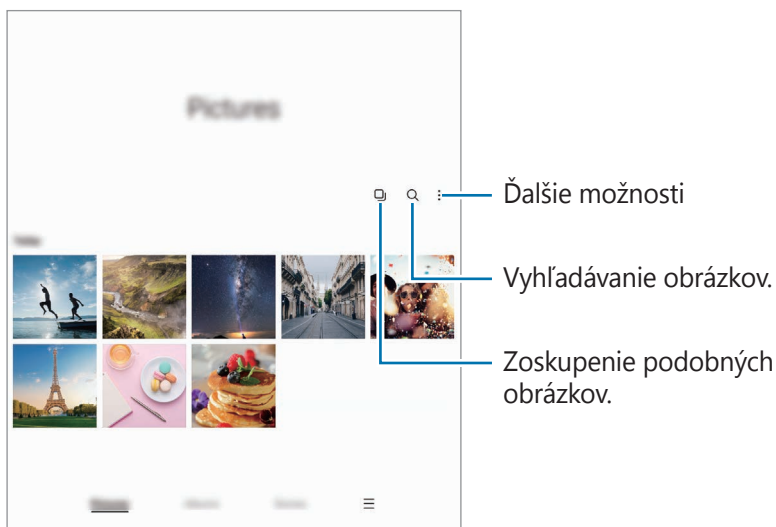 Pictures
Ďalšie možnosti
Vyhľadávanie obrázkov.
Zoskupenie podobných
obrázkov.